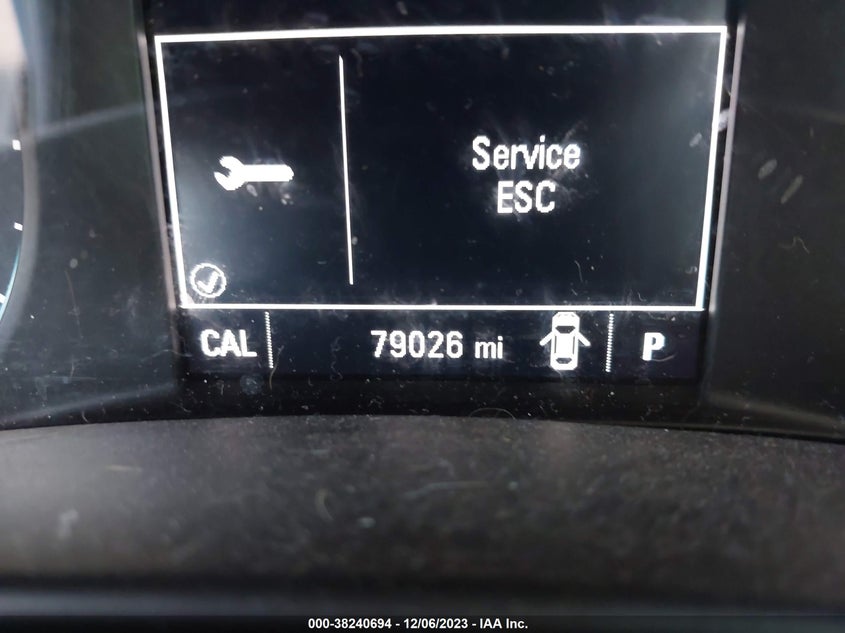 Service
ESC
CAL 79026 mi P
000-38240694 - 12/06/2023 - IAA Inc.